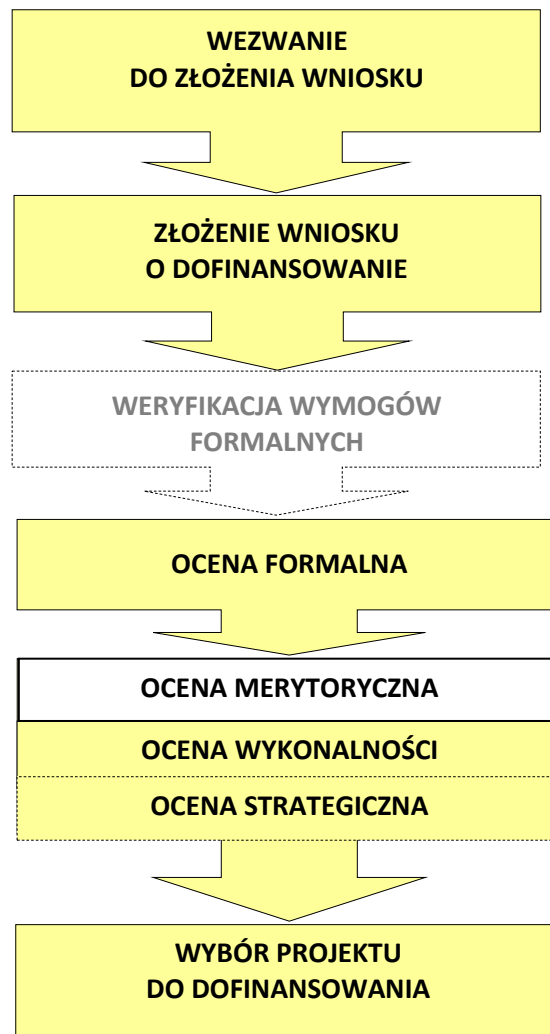 WEZWANIE
DO ZŁOŻENIA WNIOSKU
ZŁOŻENIE WNIOSKU
O DOFINANSOWANIE
WERYFIKACJA WYMOGÓW
FORMALNYCH
OCENA FORMALNA
OCENA MERYTORYCZNA
OCENA WYKONALNOŚCI
OCENA STRATEGICZNA
WYBÓR PROJEKTU
DO DOFINANSOWANIA